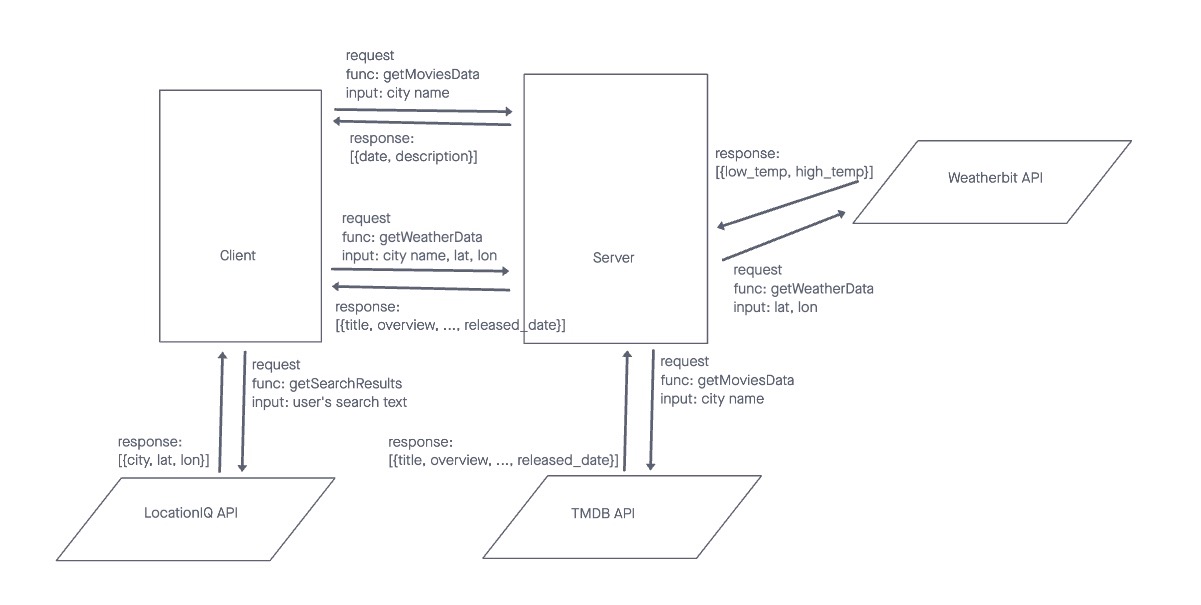 request
func: getMoviesData
input: city name
response:
[{date, description}]
response:
[{low_temp, high_temp}]
Weatherbit API
request
func: getWeatherData
input: city name, lat, lon
Client
Server
request
func: getWeatherData
input: lat, lon
response:
[{title, overview, ..., released_date}]
request
func: getSearchResults
input: user's search text
request
func: getMoviesData
input: city name
response:
[{city, lat, lon}]
response:
[{title, overview, ..., released_date}]
LocationIQ API
TMDB API